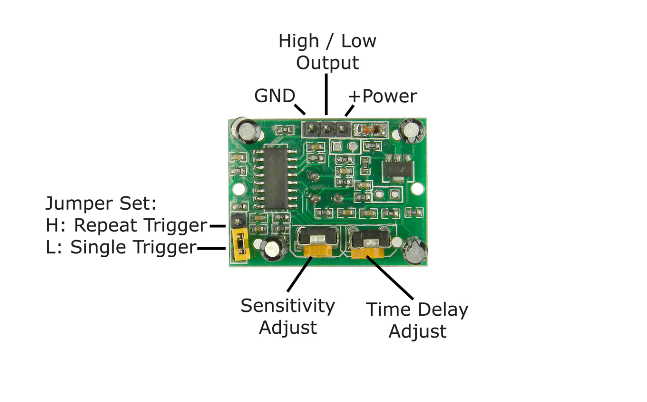 High / Low
Output
GND
+Power
Jumper Set:
H: Repeat Trigger
L: Single Trigger
Sensitivity
Adjust
Time Delay
Adjust